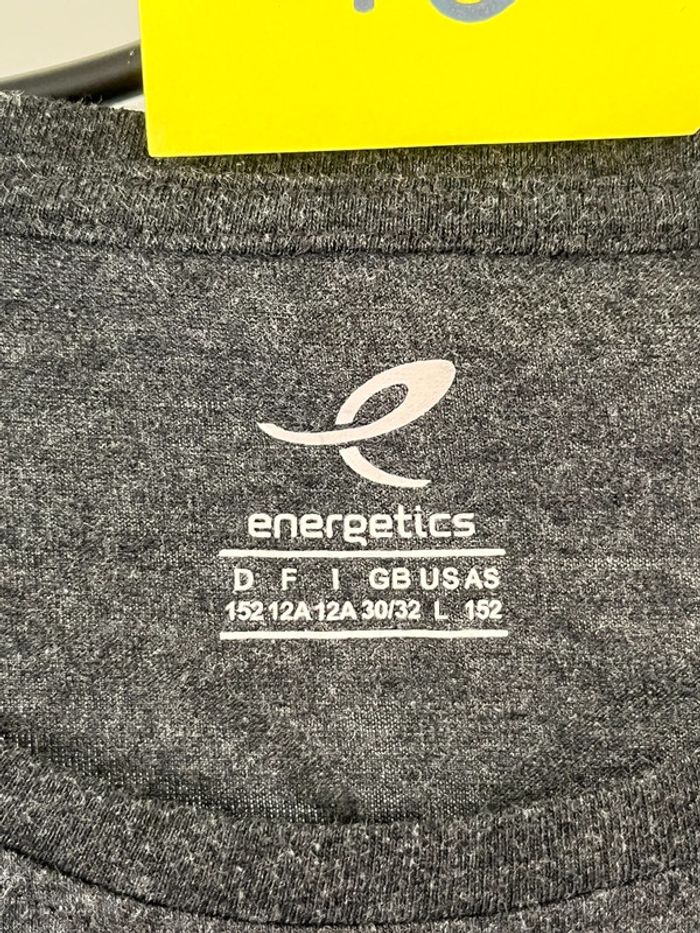 energetics
D F I GB US AS
152 12A 12A 30/32 L 152